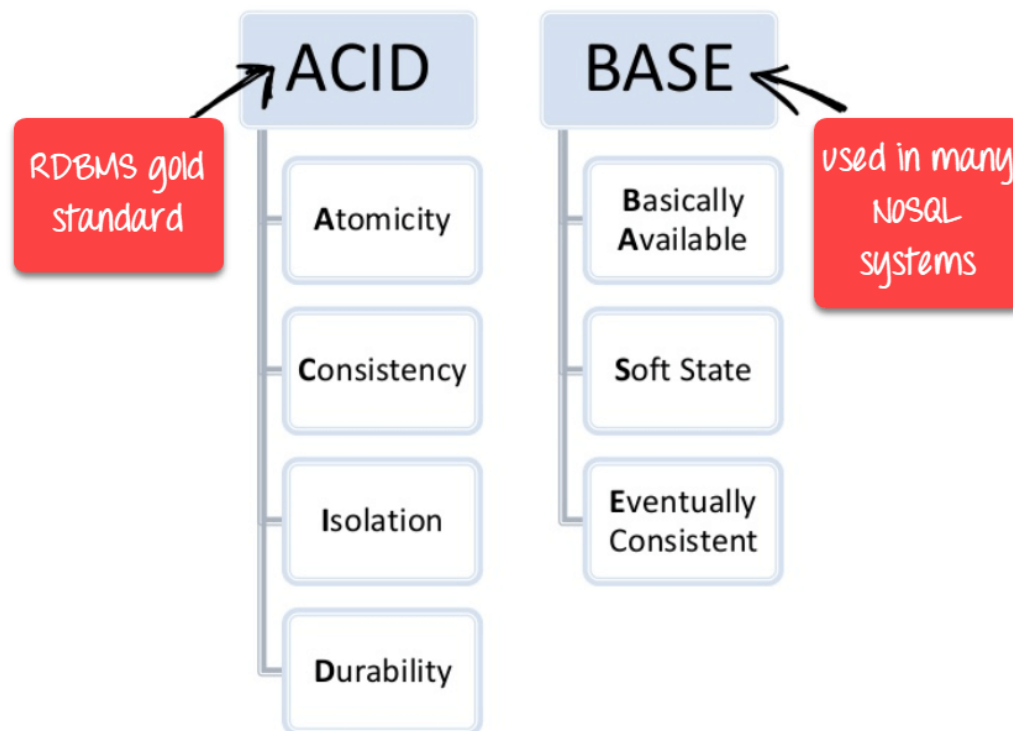 ACID
BASE
RDBMS gold
standard
used in many
NoSQL
systems
Atomicity
Consistency
Isolation
Durability
Basically
Available
Soft State
Eventually
Consistent